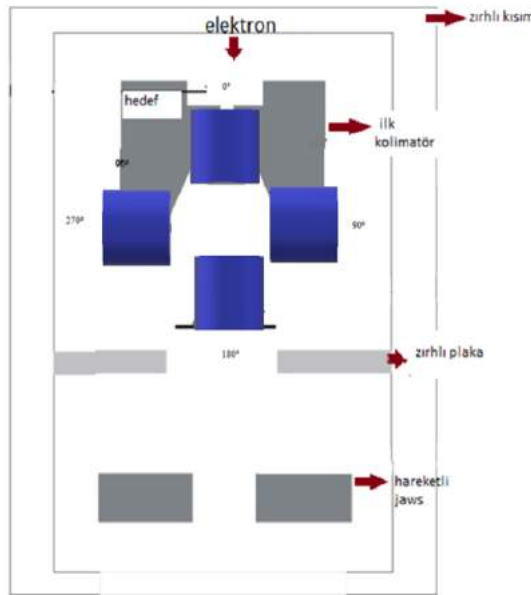 elektron
zırhlı kısım
hedef
0°
ilk
kolimatör
270°
90°
180°
zırhlı plaka
hareketli
jaws